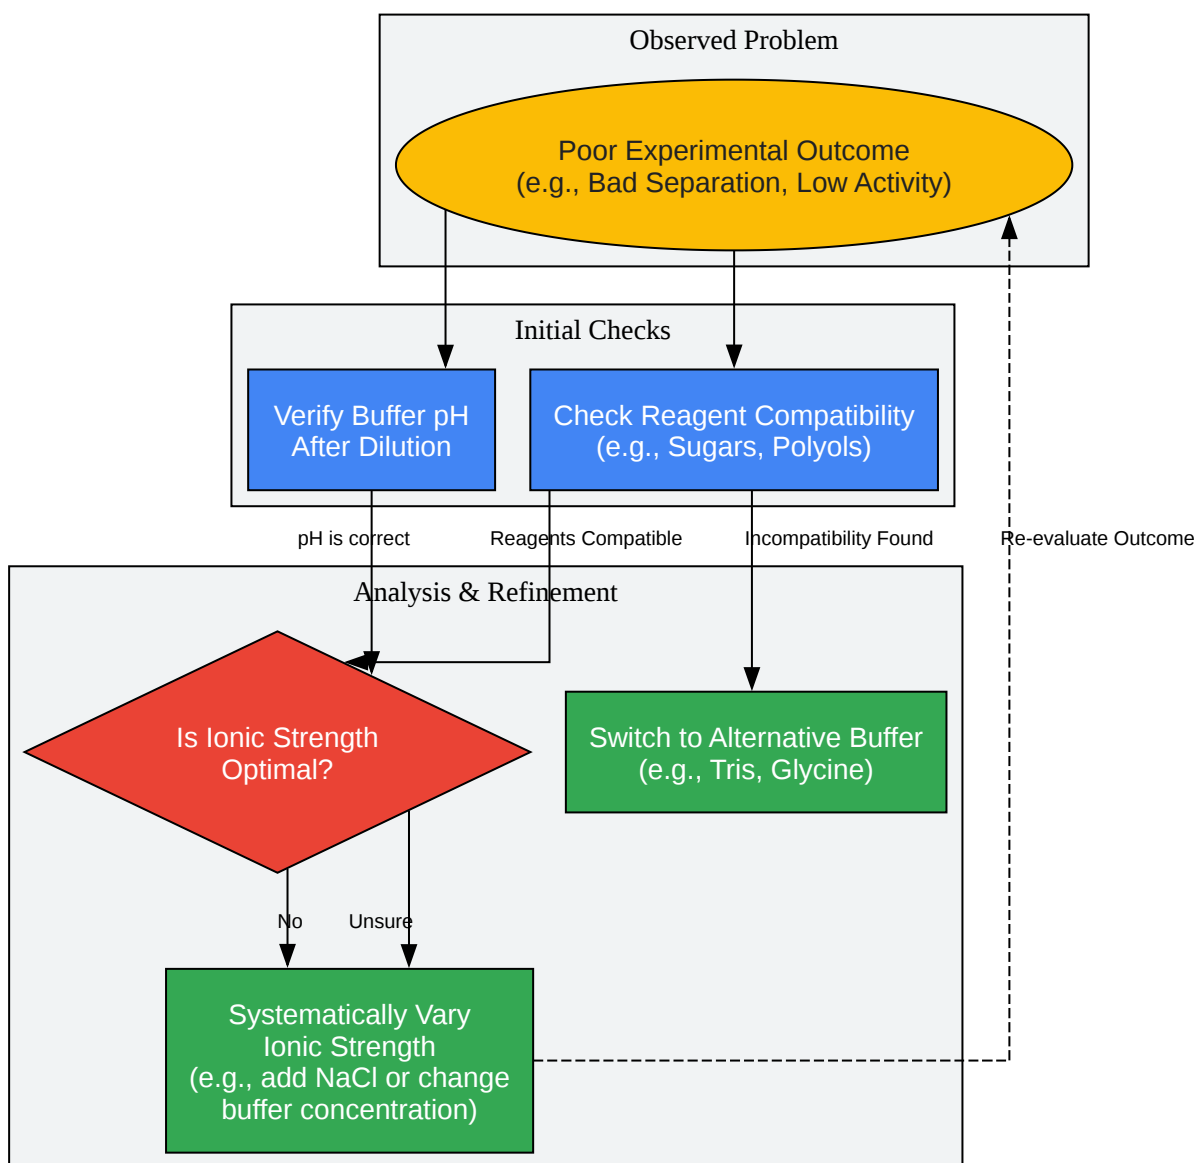 Observed Problem
Poor Experimental Outcome
(e.g., Bad Separation, Low Activity)
Initial Checks
Verify Buffer pH
After Dilution
Check Reagent Compatibility
(e.g., Sugars, Polyols)
pH is correct
Reagents Compatible
Incompatibility Found
Re-evaluate Outcome
Analysis & Refinement
Is Ionic Strength
Optimal?
Switch to Alternative Buffer
(e.g., Tris, Glycine)
No
Unsure
Systematically Vary
Ionic Strength
(e.g., add NaCl or change
buffer concentration)